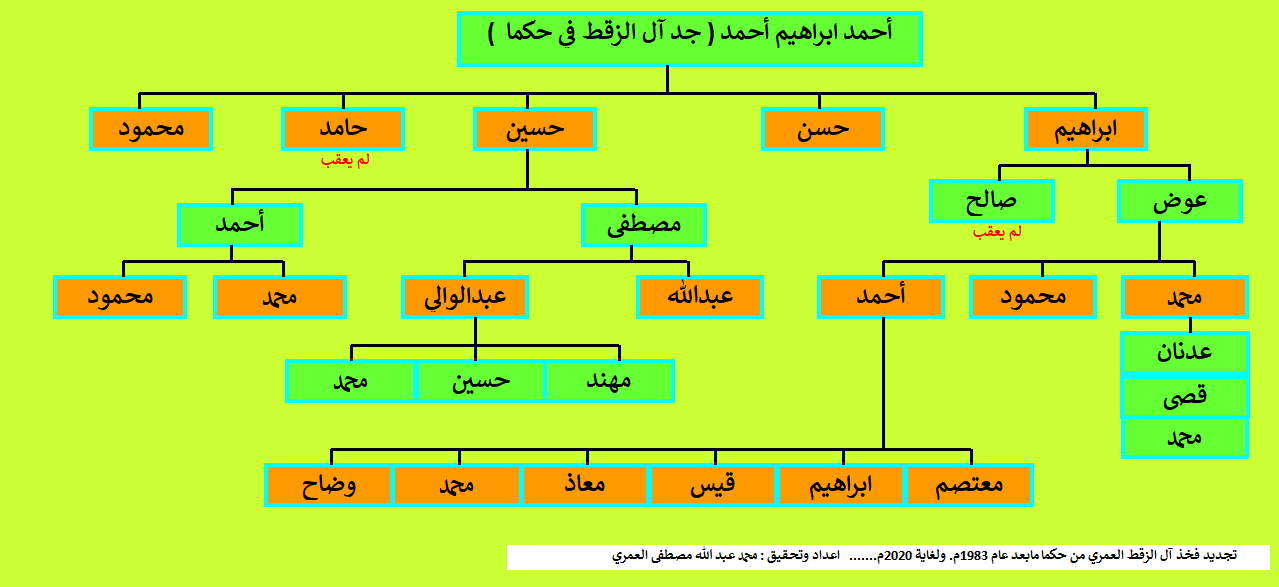 أحمد ابراهيم أحمد ( جد آل الزقط في حكما )
ابراهيم
حسن
حسين
حامد
محمود
لم يعقب
عوض
صالح
لم يعقب
مصطفى
أحمد
محمد
محمود
أحمد
عبدالله
عبدالوالي
محمد
محمود
عدنان
قصى
محمد
مهند
حسين
محمد
معتصم
ابراهيم
قيس
معاذ
محمد
وضاح
تجديد فخذ آل الزقط العمري من حكما مابعد عام 1983م. ولغاية 2020م....... اعداد وتحقيق : محمد عبد الله مصطفى العمري